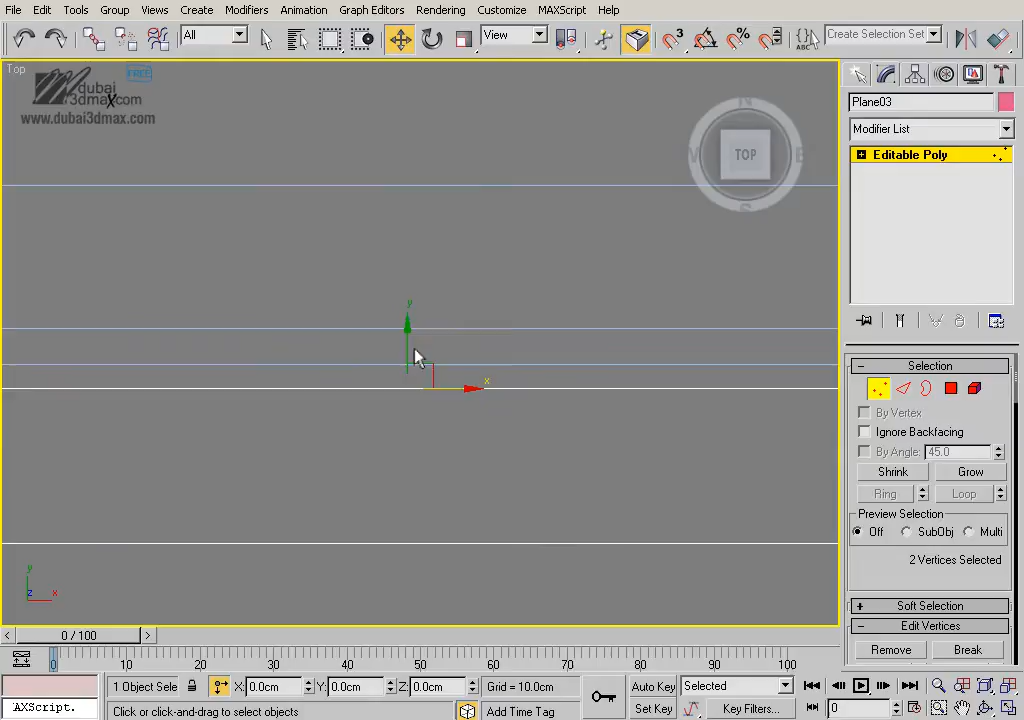 File Edit Tools Group Views Create Modifiers Animation Graph Editors Rendering Customize MAXScript Help
All View 3 % ABC Create Selection Set
Top
FREE
dubai
3dmax.com
www.dubai3dmax.com
N
TOP
S
y
x
y
z x
Plane03
Modifier List
Editable Poly
Selection
By Vertex
Ignore Backfacing
By Angle: 45.0
Shrink Grow
Ring Loop
Preview Selection
Off SubObj Multi
2 Vertices Selected
Soft Selection
Edit Vertices
Remove Break
0 / 100
0 10 20 30 40 50 60 70 80 90 100
1 Object Sele X: 0.0cm Y: 0.0cm Z: 0.0cm Grid = 10.0cm Auto Key Selected
AXScript. Click or click-and-drag to select objects Add Time Tag Set Key Key Filters... 0